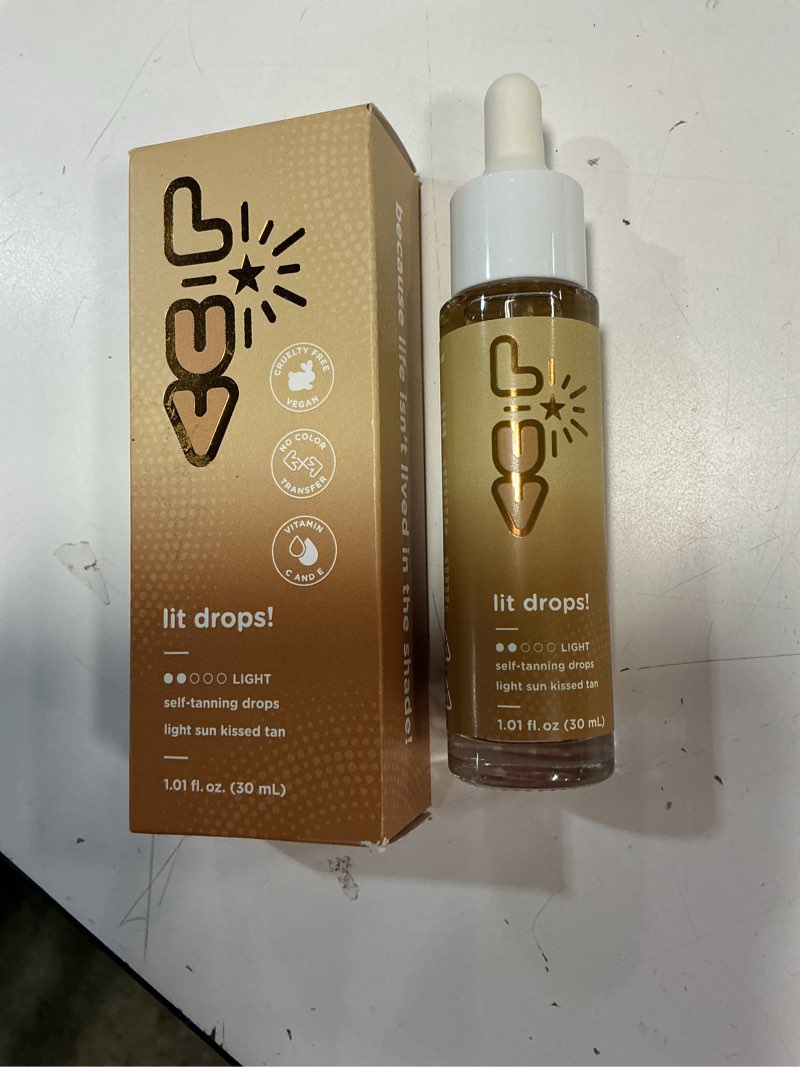 CRUELTY FREE
VEGAN
NO COLOR
TRANSFER
VITAMIN
C AND E
lit drops!
LIGHT
self-tanning drops
light sun kissed tan
1.01 fl. oz. (30 mL)
because life isn't lived in the shade!
lit drops!
LIGHT
self-tanning drops
light sun kissed tan
1.01 fl. oz (30 mL)